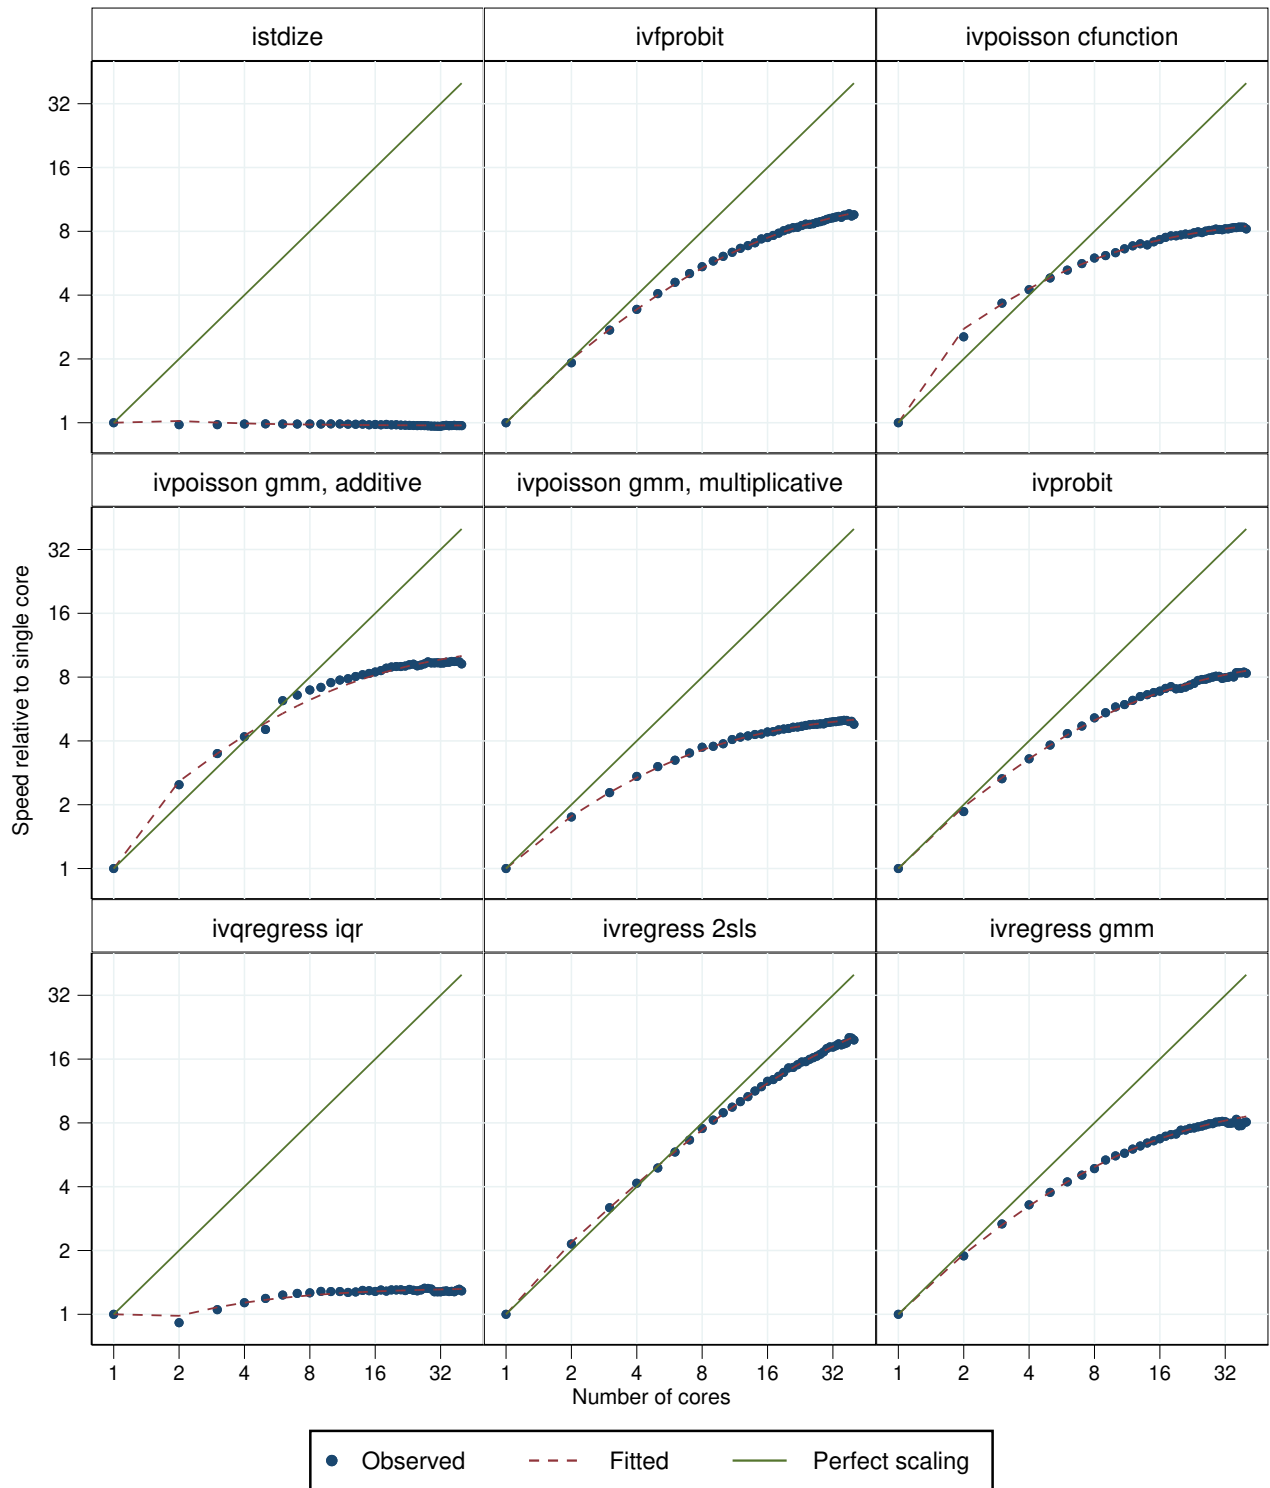 istdize ivfprobit ivpoisson cfunction
32
16
8
4
2
1
ivpoisson gmm, additive ivpoisson gmm, multiplicative ivprobit
32
16
8
4
2
1
Speed relative to single core
ivqregress iqr ivregress 2sls ivregress gmm
32
16
8
4
2
1
1 2 4 8 16 32 1 2 4 8 16 32 1 2 4 8 16 32
Number of cores
Observed Fitted Perfect scaling